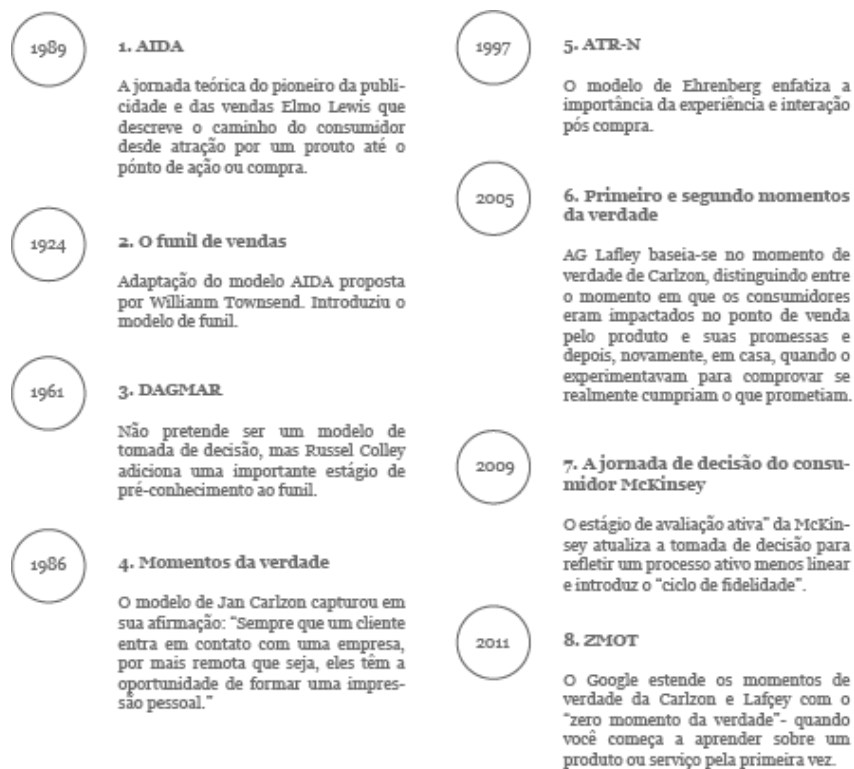 1989
1. AIDA
A jornada teórica do pioneiro da publi-
cidade e das vendas Elmo Lewis que
descreve o caminho do consumidor
desde atração por um prouto até o
pónto de ação ou compra.
1924
2. O funil de vendas
Adaptação do modelo AIDA proposta
por Willianm Townsend. Introduziu o
modelo de funil.
1961
3. DAGMAR
Não pretende ser um modelo de
tomada de decisão, mas Russel Colley
adiciona uma importante estágio de
pré-conhecimento ao funil.
1986
4. Momentos da verdade
O modelo de Jan Carlzon capturou em
sua afirmação: “Sempre que um cliente
entra em contato com uma empresa,
por mais remota que seja, eles têm a
oportunidade de formar uma impres-
são pessoal.”
1997
5. ATR-N
O modelo de Ehrenberg enfatiza a
importância da experiência e interação
pós compra.
2005
6. Primeiro e segundo momentos
da verdade
AG Lafley baseia-se no momento de
verdade de Carlzon, distinguindo entre
o momento em que os consumidores
eram impactados no ponto de venda
pelo produto e suas promessas e
depois, novamente, em casa, quando o
experimentavam para comprovar se
realmente cumpriam o que prometiam.
2009
7. A jornada de decisão do consu-
midor McKinsey
O estágio de avaliação ativa” da McKin-
sey atualiza a tomada de decisão para
refletir um processo ativo menos linear
e introduz o “ciclo de fidelidade”.
2011
8. ZMOT
O Google estende os momentos de
verdade da Carlzon e Lafçey com o
“zero momento da verdade”- quando
você começa a aprender sobre um
produto ou serviço pela primeira vez.